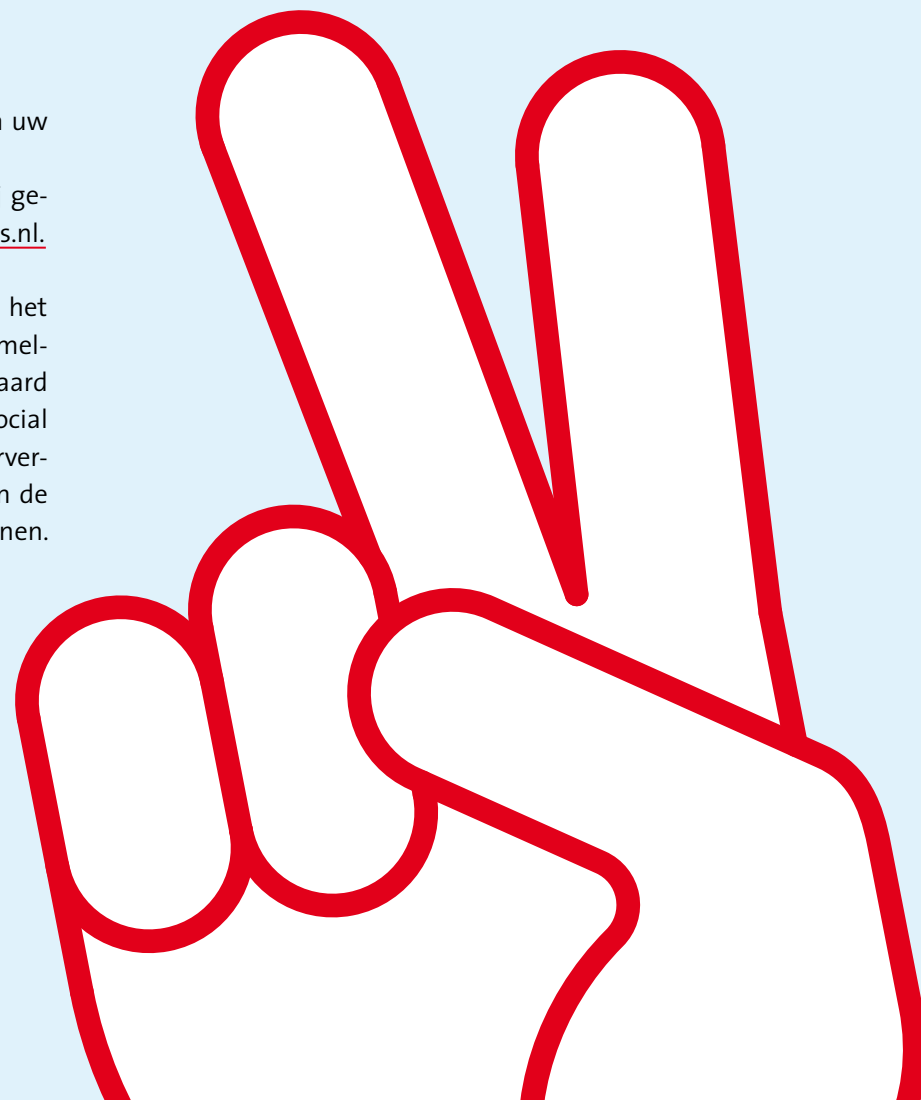 uw
ge-
s.nl.
het
mel-
aard
ocial
rver-
n de
nen.